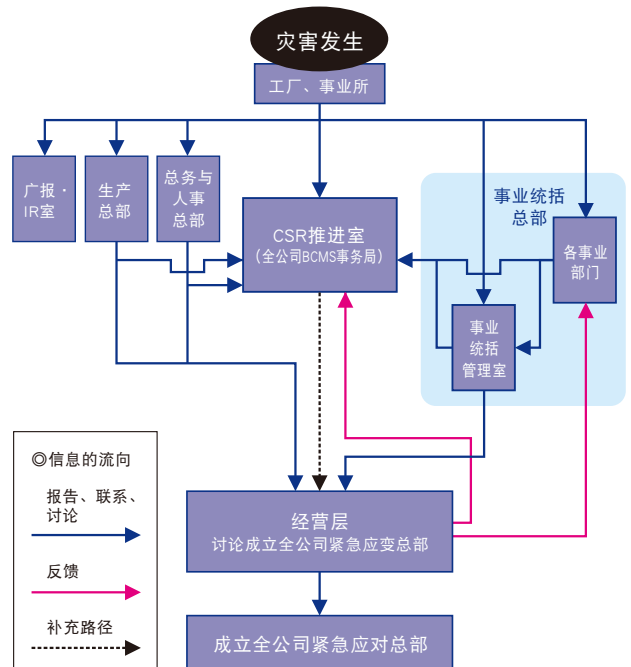 灾害发生
工厂、事业所
广报·
IR室
生产
总部
总务与
人事
总部
CSR推进室
（全公司BCMS事务局）
事业统括
总部
各事业
部门
事业
统括
管理室
◎信息的流向
报告、联系、
讨论
反馈
补充路径
经营层
讨论成立全公司紧急应变总部
成立全公司紧急应对总部